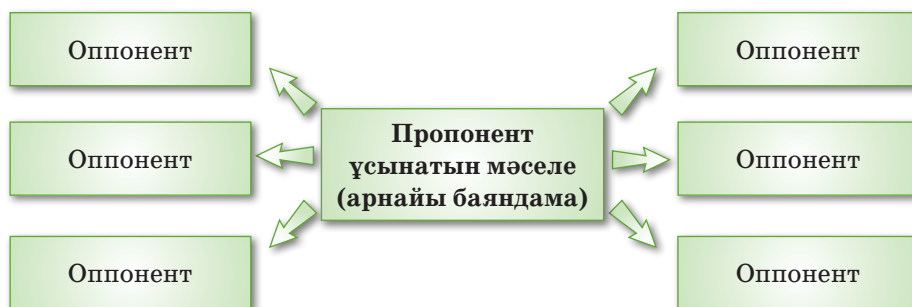 Оппонент
Оппонент
Оппонент
Пропонент
ұсынатын мәселе
(арнайы баяндама)
Оппонент
Оппонент
Оппонент